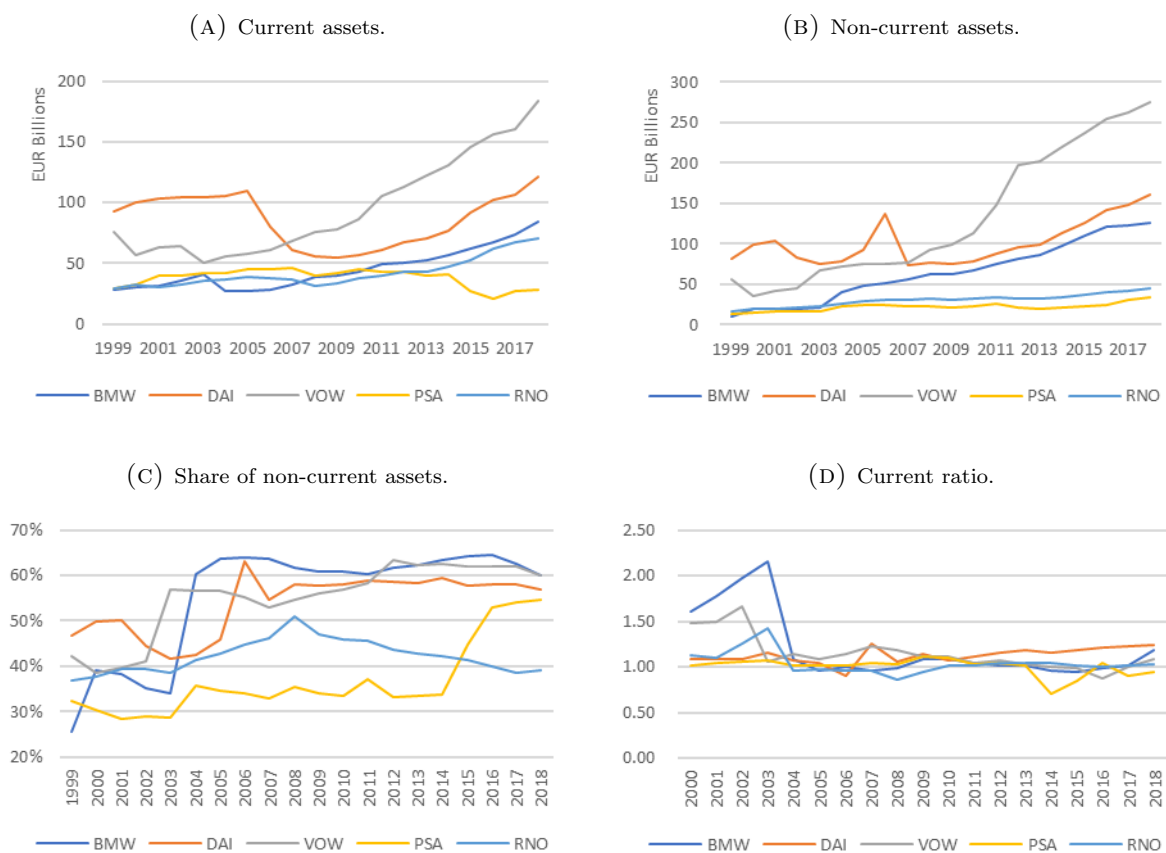 (A) Current assets.
EUR Billions
200
150
100
50
0
1999 2001 2003 2005 2007 2009 2011 2013 2015 2017
BMW DAI VOW PSA RNO
(B) Non-current assets.
EUR Billions
300
250
200
150
100
50
0
1999 2001 2003 2005 2007 2009 2011 2013 2015 2017
BMW DAI VOW PSA RNO
(C) Share of non-current assets.
70%
60%
50%
40%
30%
20%
1999 2000 2001 2002 2003 2004 2005 2006 2007 2008 2009 2010 2011 2012 2013 2014 2015 2016 2017 2018
BMW DAI VOW PSA RNO
(D) Current ratio.
2.50
2.00
1.50
1.00
0.50
0.00
2000 2001 2002 2003 2004 2005 2006 2007 2008 2009 2010 2011 2012 2013 2014 2015 2016 2017 2018
BMW DAI VOW PSA RNO